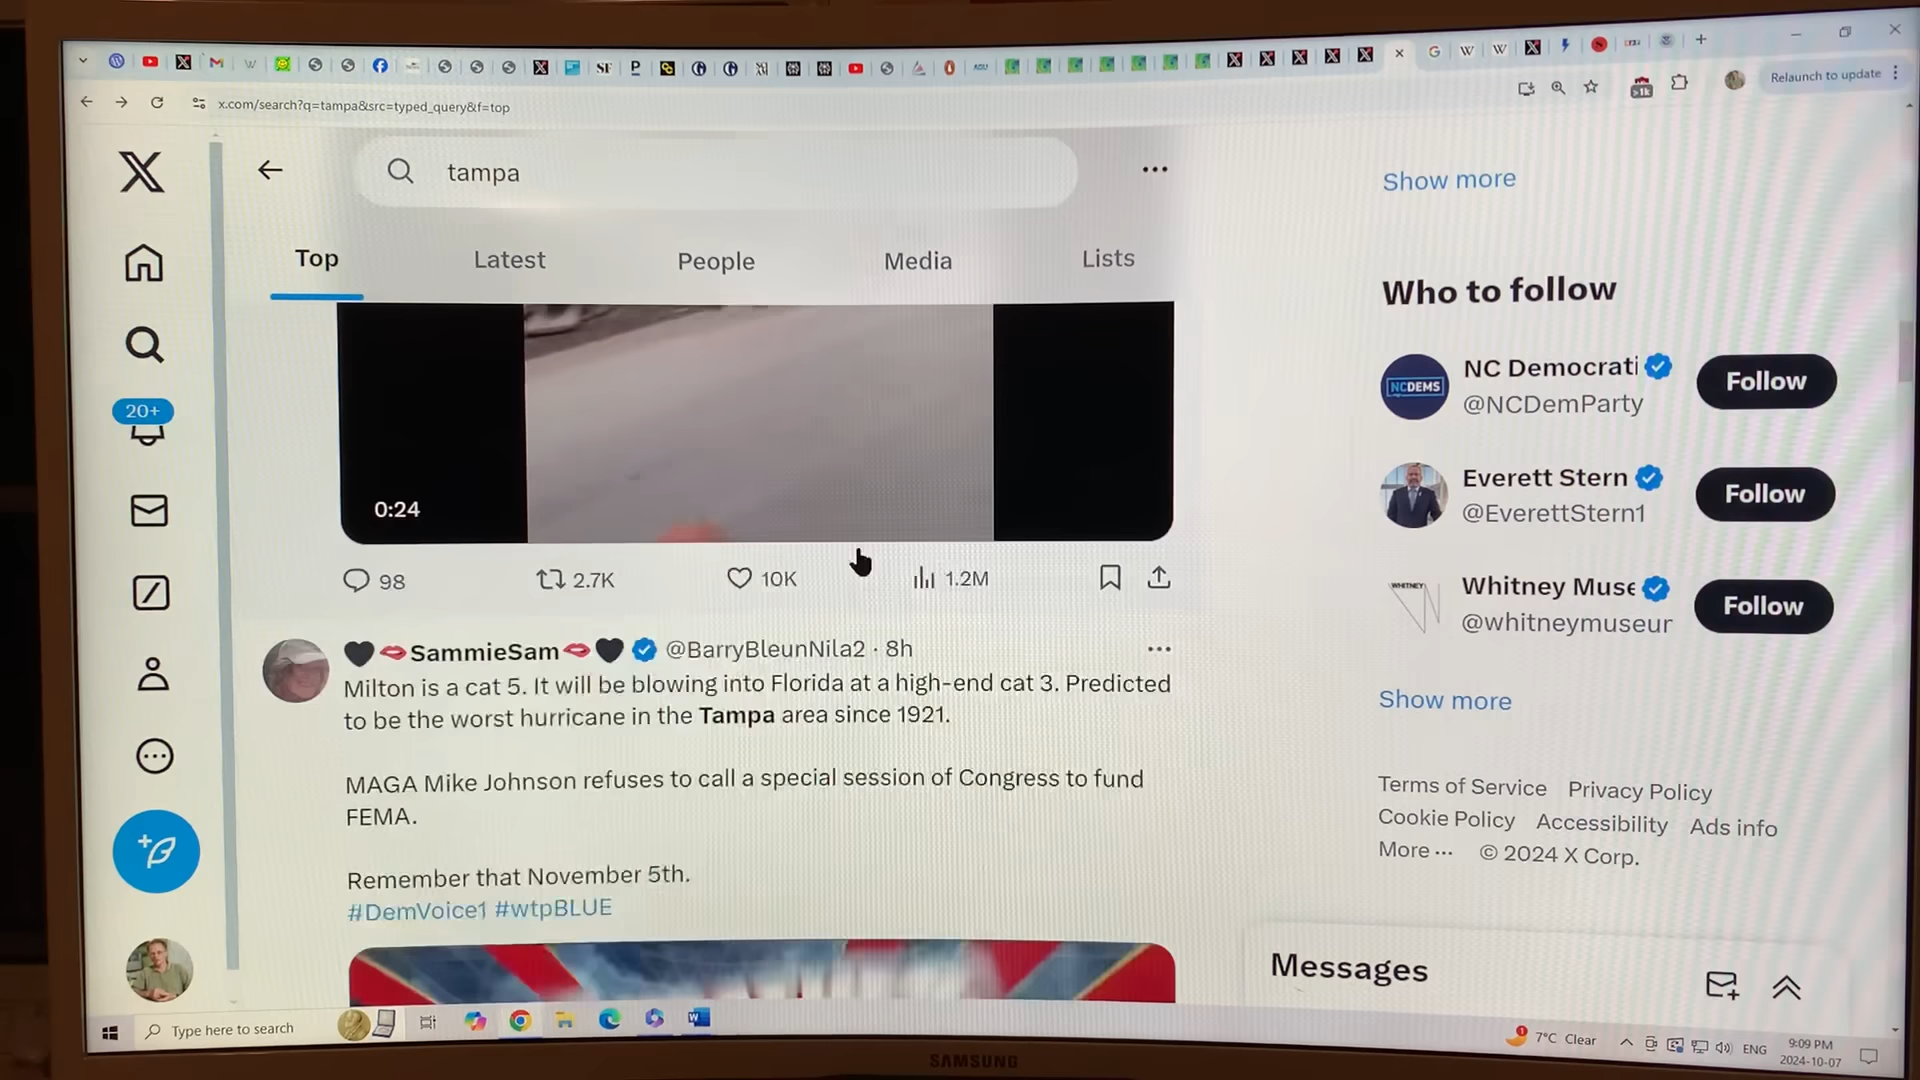 x.com/search?q=tampa&src=typed_query&f=top
Relaunch to update
tampa
Show more
Top
Latest
People
Media
Lists
Who to follow
NC Democrati
@NCDemParty
Follow
NCDEMS
Everett Stern
@EverettStern1
Follow
Whitney Muse
@whitneymuseur
Follow
WHITNEY
Show more
20+
0:24
98
2.7K
10K
1.2M
SammieSam
@BarryBleunNila2 · 8h
Milton is a cat 5. It will be blowing into Florida at a high-end cat 3. Predicted
to be the worst hurricane in the Tampa area since 1921.
MAGA Mike Johnson refuses to call a special session of Congress to fund
FEMA.
Remember that November 5th.
#DemVoice1 #wtpBLUE
Terms of Service Privacy Policy
Cookie Policy Accessibility Ads info
More ··· © 2024 X Corp.
Messages
Type here to search
7°C Clear
ENG
9:09 PM
2024-10-07
SAMSUNG